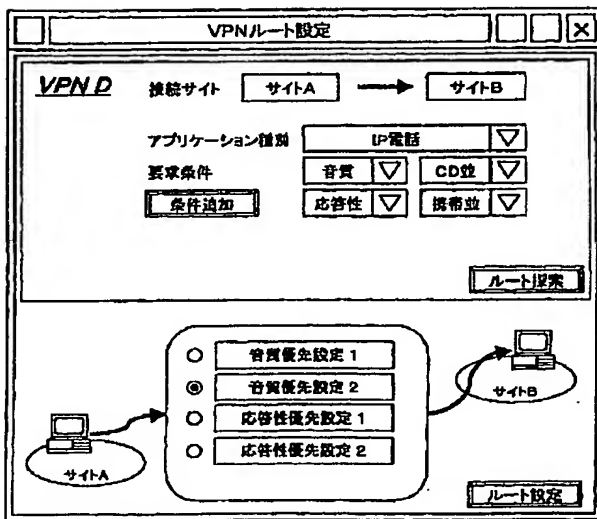 VPNルート設定
VPN D 接続サイト サイトA サイトB
アプリケーション種別 IP電話
要求条件 音質 CD並
条件追加 応答性 携帯並
ルート探索
音質優先設定 1
音質優先設定 2
応答性優先設定 1
応答性優先設定 2
サイトB
サイトA
ルート設定